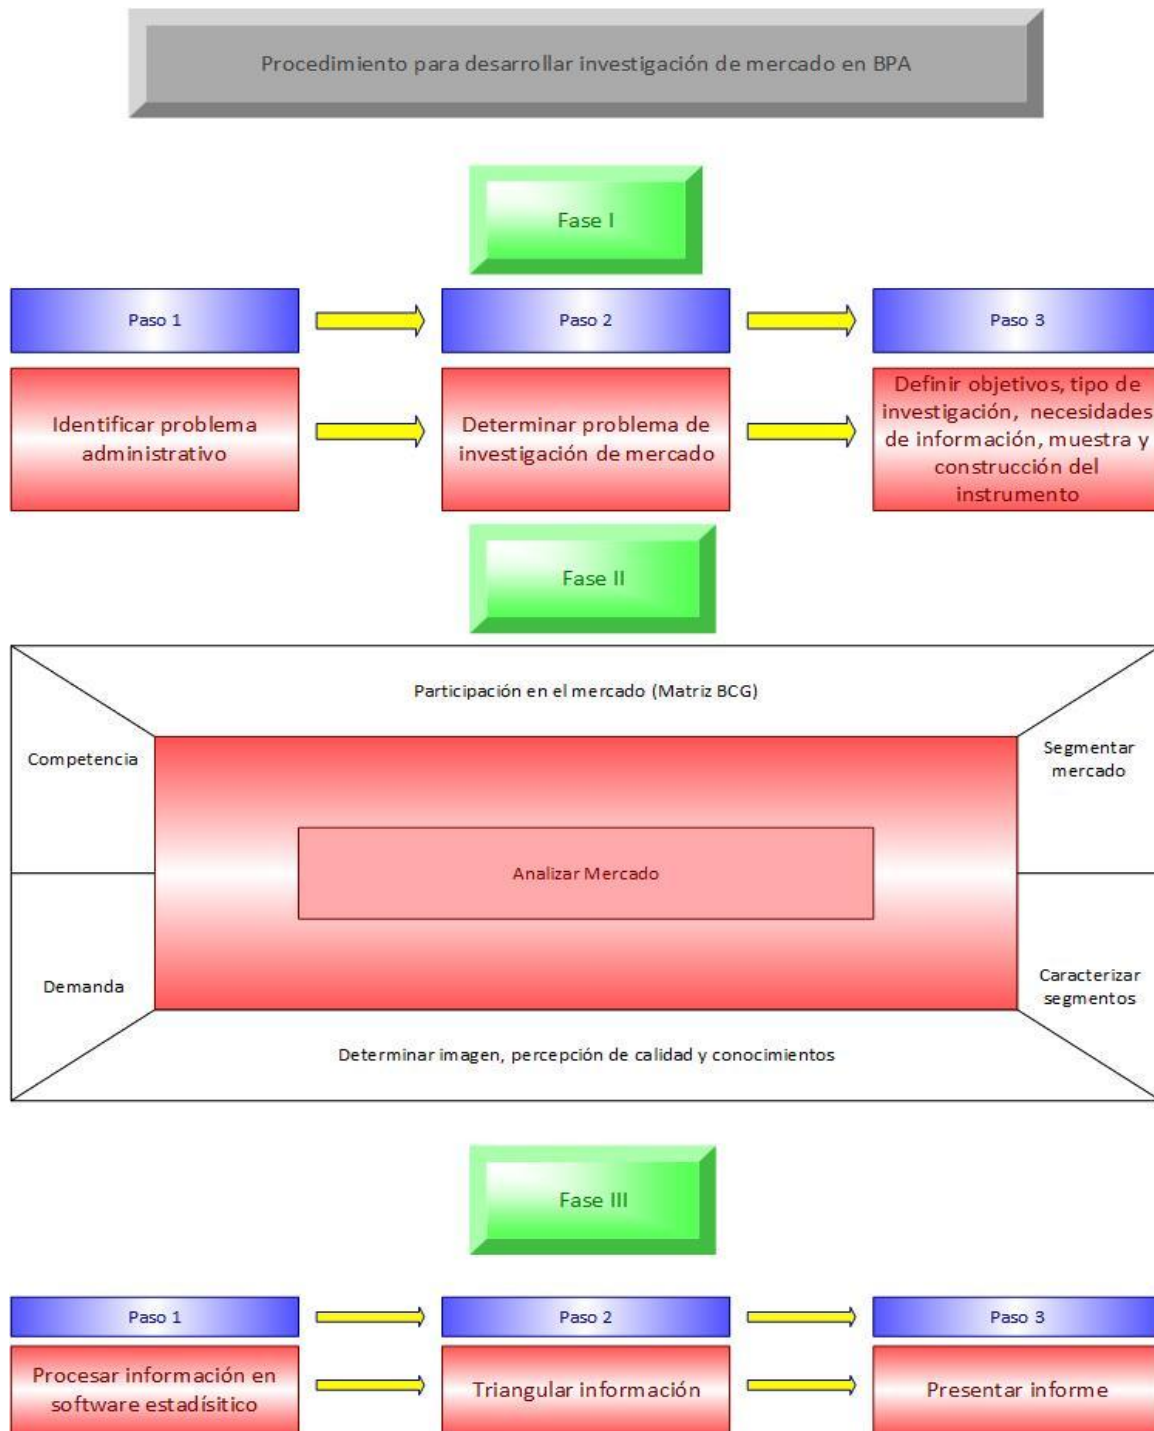 Procedimiento para desarrollar investigación de mercado en BPA
Fase I
Paso 1
Paso 2
Paso 3
Identificar problema
administrativo
Determinar problema de
investigación de mercado
Definir objetivos, tipo de
investigación, necesidades
de información, muestra y
construcción del
instrumento
Fase II
Participación en el mercado (Matriz BCG)
Competencia
Segmentar
mercado
Analizar Mercado
Demanda
Caracterizar
segmentos
Determinar imagen, percepción de calidad y conocimientos
Fase III
Paso 1
Paso 2
Paso 3
Procesar información en
software estadísitico
Triangular información
Presentar informe